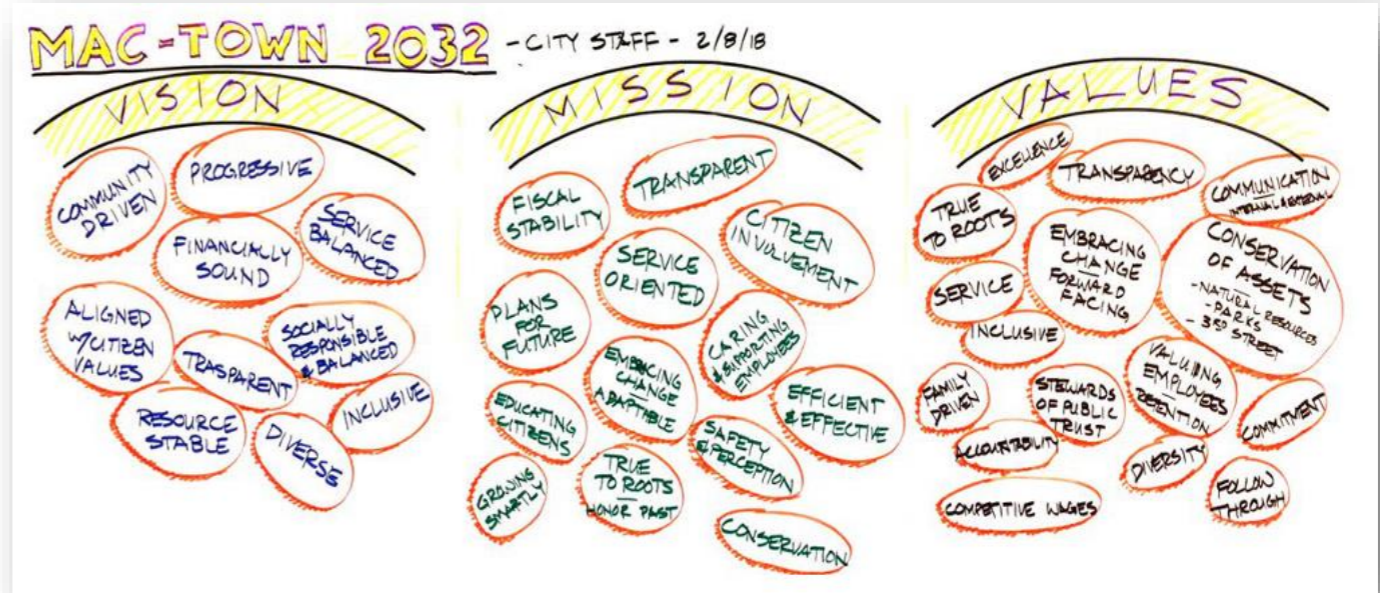 MAC-TOWN 2032 - CITY STAFF - 2/8/18
VISION
COMMUNITY
DRIVEN
PROGRESSIVE
SERVICE
BALANCED
FINANCIALLY
SOUND
ALIGNED
W/CITIZEN
VALUES
TRASPARENT
SOCIALLY
RESPONSIBLE
& BALANCED
RESOURCE
STABLE
DIVERSE
INCLUSIVE
MISSION
FISCAL
STABILITY
TRANSPARENT
CITIZEN
INVOLVEMENT
SERVICE
ORIENTED
PLANS
FOR
FUTURE
CARING
& SUPPORTING
EMPLOYEES
EMBRACING
CHANGE
ADAPTABLE
EFFICIENT
& EFFECTIVE
EDUCATING
CITIZENS
SAFETY
& PERCEPTION
GROWING
SMARTLY
TRUE
TO ROOTS
HONOR PAST
CONSERVATION
VALUES
EXCELLENCE
TRANSPARENCY
COMMUNICATION
INTERNAL & EXTERNAL
TRUE
TO ROOTS
EMBRACING
CHANGE
FORWARD
FACING
CONSERVATION
OF ASSETS
- NATURAL RESOURCES
- PARKS
- 3RD STREET
SERVICE
INCLUSIVE
VALUING
EMPLOYEES
RETENTION
FAMILY
DRIVEN
STEWARDS
OF PUBLIC
TRUST
COMMITMENT
ACCOUNTABILITY
DIVERSITY
FOLLOW
THROUGH
COMPETITIVE WAGES